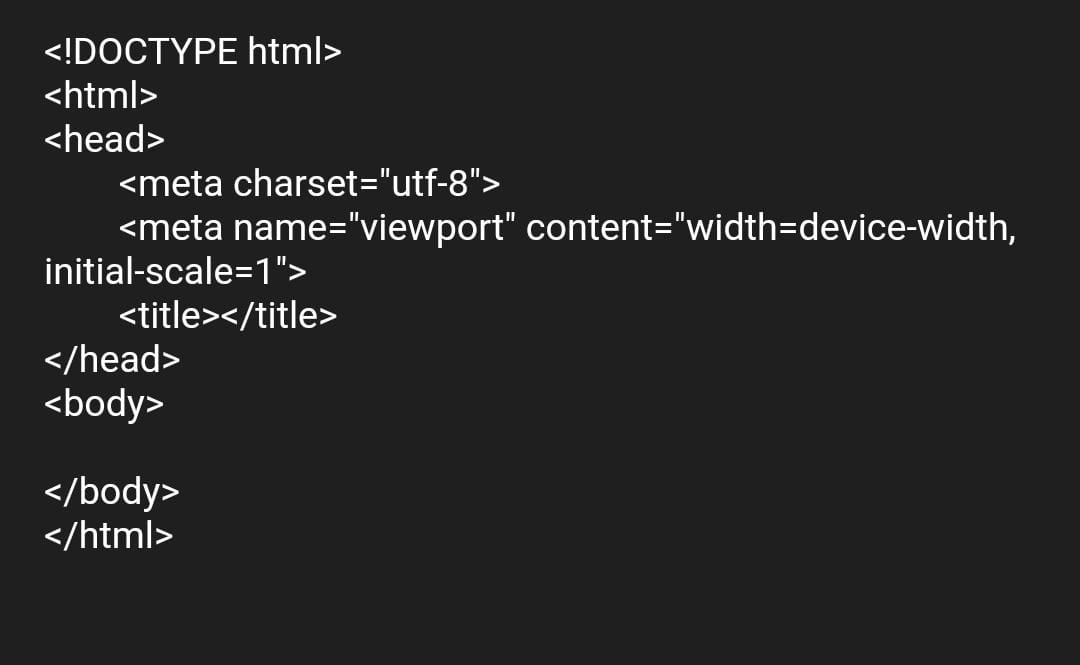 <!DOCTYPE html>
<html>
<head>
	<meta charset="utf-8">
	<meta name="viewport" content="width=device-width,
initial-scale=1">
	<title></title>
</head>
<body>

</body>
</html>